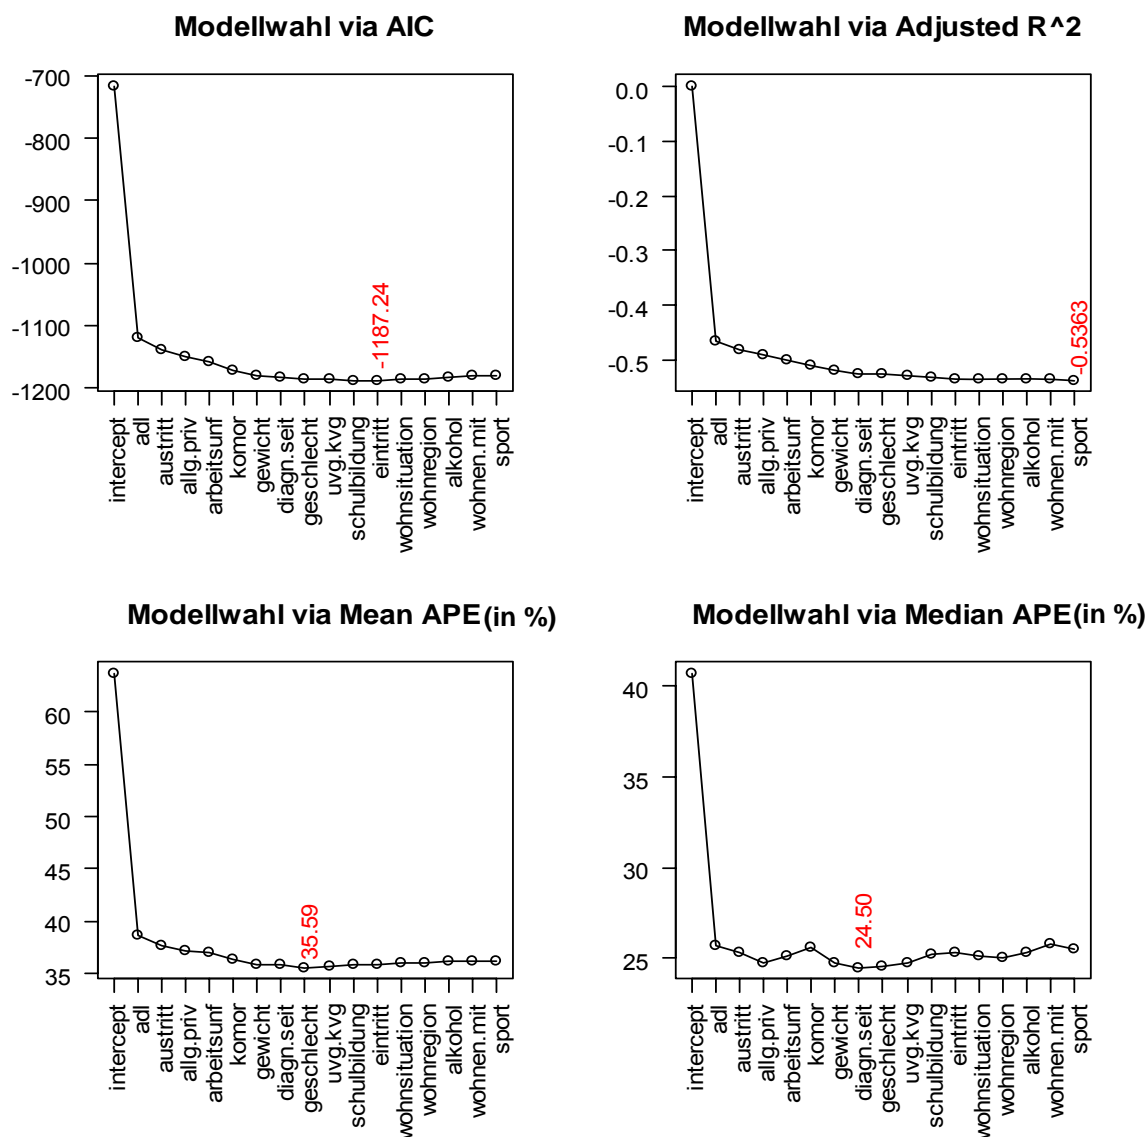 Modellwahl via AIC
-700
-800
-900
-1000
-1100
-1200
-1187.24
intercept
adl
austritt
allg.priv
arbeitsunf
komor
gewicht
diagn.seit
geschlecht
uvg.kvg
schulbildung
eintritt
wohnsituation
wohnregion
alkohol
wohnen.mit
sport
Modellwahl via Adjusted R^2
0.0
-0.1
-0.2
-0.3
-0.4
-0.5
-0.5363
intercept
adl
austritt
allg.priv
arbeitsunf
komor
gewicht
diagn.seit
geschlecht
uvg.kvg
schulbildung
eintritt
wohnsituation
wohnregion
alkohol
wohnen.mit
sport
Modellwahl via Mean APE(in %)
60
55
50
45
40
35
35.59
intercept
adl
austritt
allg.priv
arbeitsunf
komor
gewicht
diagn.seit
geschlecht
uvg.kvg
schulbildung
eintritt
wohnsituation
wohnregion
alkohol
wohnen.mit
sport
Modellwahl via Median APE(in %)
40
35
30
25
24.50
intercept
adl
austritt
allg.priv
arbeitsunf
komor
gewicht
diagn.seit
geschlecht
uvg.kvg
schulbildung
eintritt
wohnsituation
wohnregion
alkohol
wohnen.mit
sport